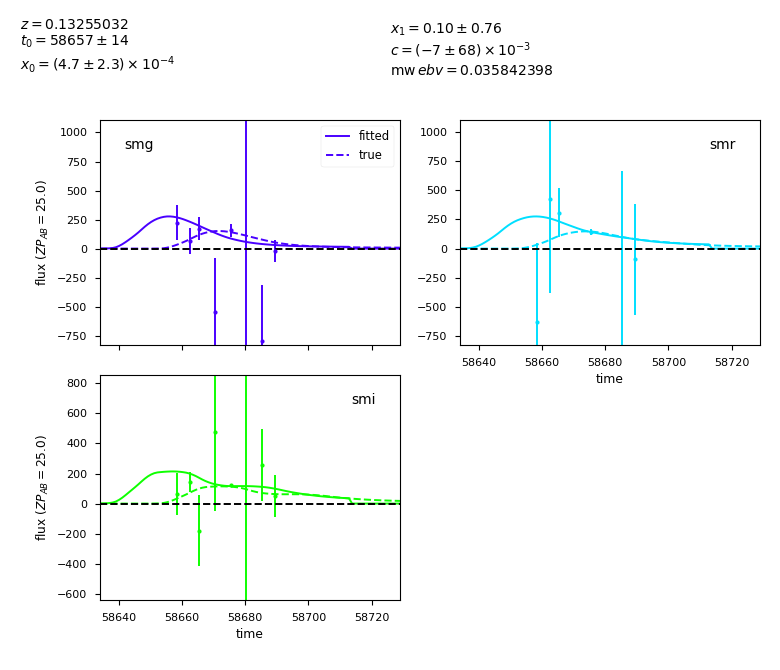 z = 0.13255032
t₀ = 58657 ± 14
x₀ = (4.7 ± 2.3) × 10⁻⁴
x₁ = 0.10 ± 0.76
c = (−7 ± 68) × 10⁻³
mw ebv = 0.035842398
smg
fitted
true
1000
750
500
250
0
−250
−500
−750
flux (ZP_AB = 25.0)
smr
1000
750
500
250
0
−250
−500
−750
58640 58660 58680 58700 58720
time
smi
800
600
400
200
0
−200
−400
−600
flux (ZP_AB = 25.0)
58640 58660 58680 58700 58720
time